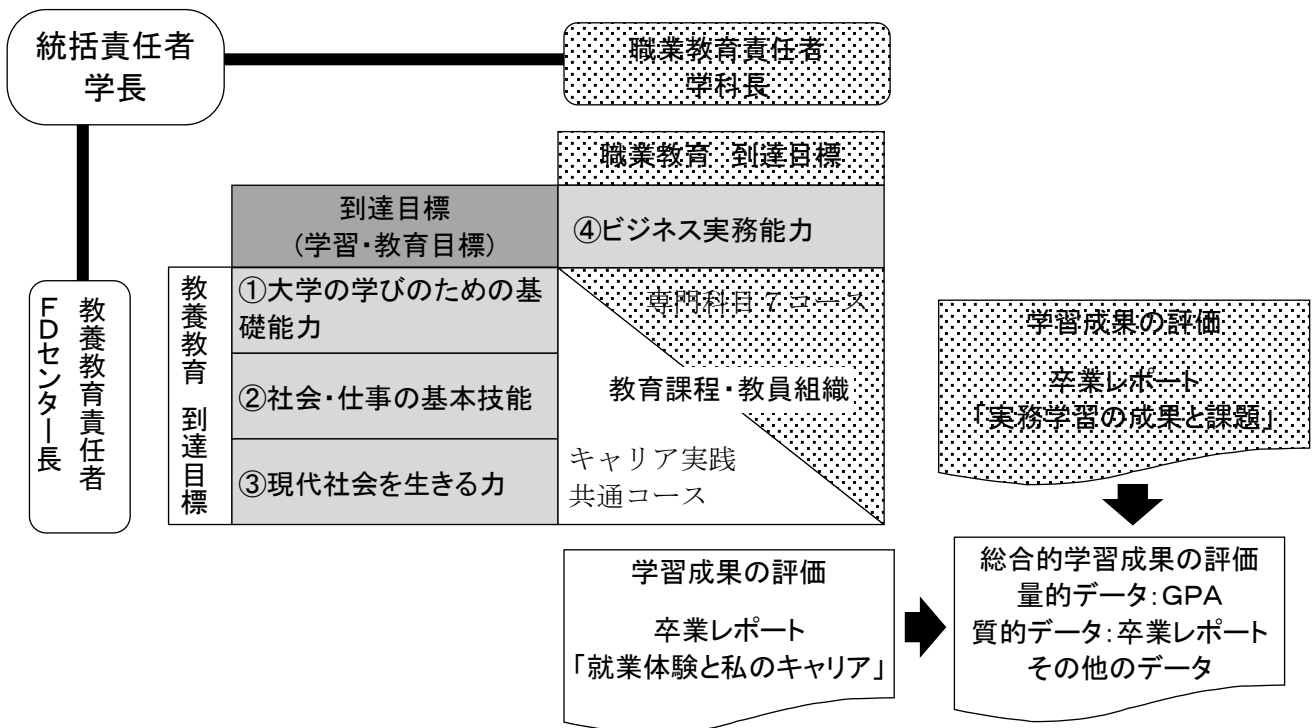 統括責任者
学長
職業教育責任者
学科長
職業教育 到達目標
到達目標
(学習・教育目標)
④ビジネス実務能力
教養教育責任者
FDセンター長
教養教育 到達目標
①大学の学びのための基
礎能力
②社会・仕事の基本技能
③現代社会を生きる力
専門科目7コース
教育課程・教員組織
キャリア実践
共通コース
学習成果の評価
卒業レポート
「実務学習の成果と課題」
学習成果の評価
卒業レポート
「就業体験と私のキャリア」
総合的学習成果の評価
量的データ:GPA
質的データ:卒業レポート
その他のデータ